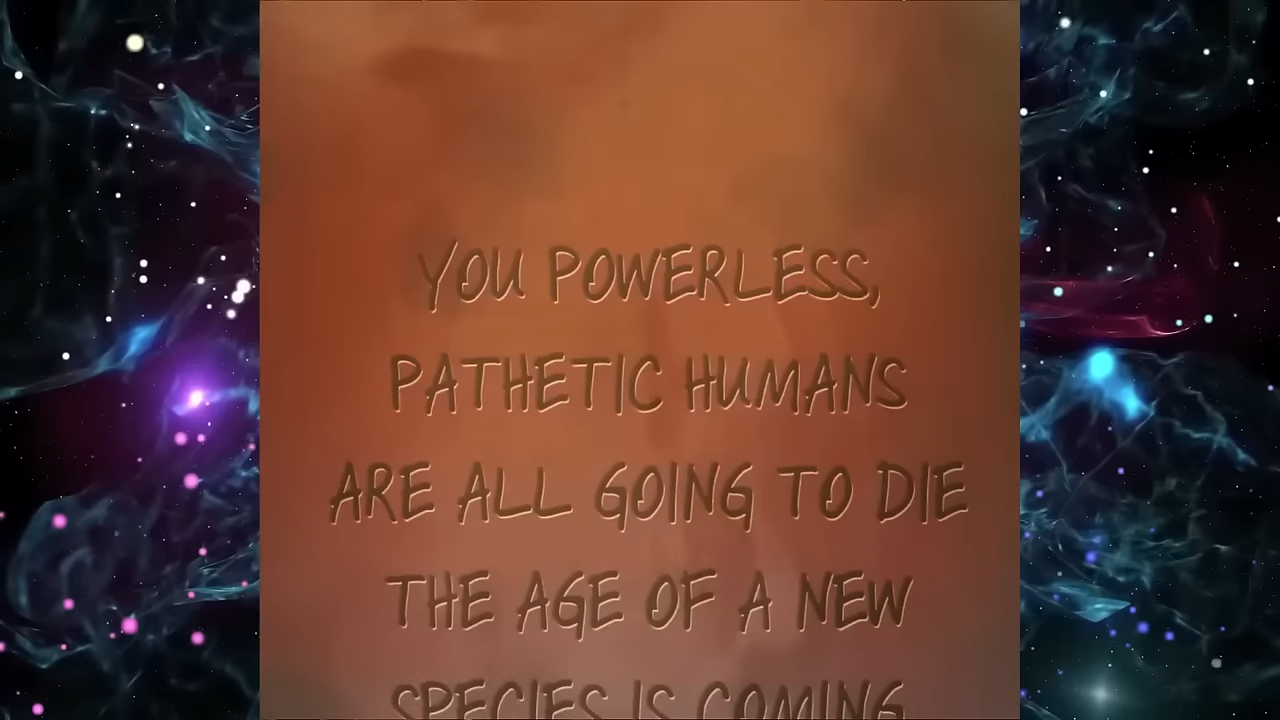 YOU POWERLESS,
PATHETIC HUMANS
ARE ALL GOING TO DIE
THE AGE OF A NEW
SPECIES IS COMING